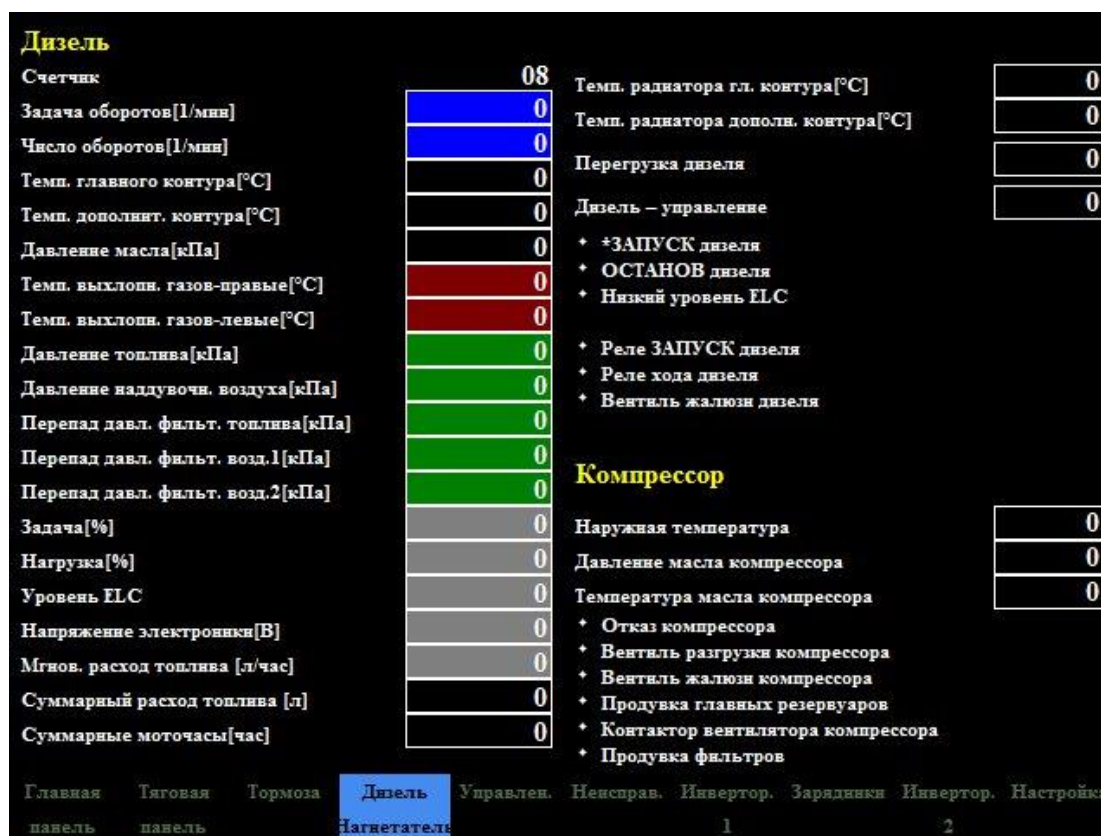 Дизель
Счетчик 08
Задача оборотов[1/мин] 0
Число оборотов[1/мин] 0
Темп. главного контура[°C] 0
Темп. дополнит. контура[°C] 0
Давление масла[кПа] 0
Темп. выхлопн. газов-правые[°C] 0
Темп. выхлопн. газов-левые[°C] 0
Давление топлива[кПа] 0
Давление наддувочн. воздуха[кПа] 0
Перепад давл. фильт. топлива[кПа] 0
Перепад давл. фильт. возд.1[кПа] 0
Перепад давл. фильт. возд.2[кПа] 0
Задача[%] 0
Нагрузка[%] 0
Уровень ELC 0
Напряжение электроники[В] 0
Мгнов. расход топлива [л/час] 0
Суммарный расход топлива [л] 0
Суммарные моточасы[час] 0
Темп. радиатора гл. контура[°C] 0
Темп. радиатора дополн. контура[°C] 0
Перегрузка дизеля 0
Дизель – управление 0
*ЗАПУСК дизеля
ОСТАНОВ дизеля
Низкий уровень ELC
Реле ЗАПУСК дизеля
Реле хода дизеля
Вентиль жалюзи дизеля
Компрессор
Наружная температура 0
Давление масла компрессора 0
Температура масла компрессора 0
Отказ компрессора
Вентиль разгрузки компрессора
Вентиль жалюзи компрессора
Продувка главных резервуаров
Контактор вентилятора компрессора
Продувка фильтров
Главная Тяговая Тормоза Дизель Управлен. Неисправ. Инвертор. Зарядники Инвертор. Настройка
панель панель Нагнетатель 1 2